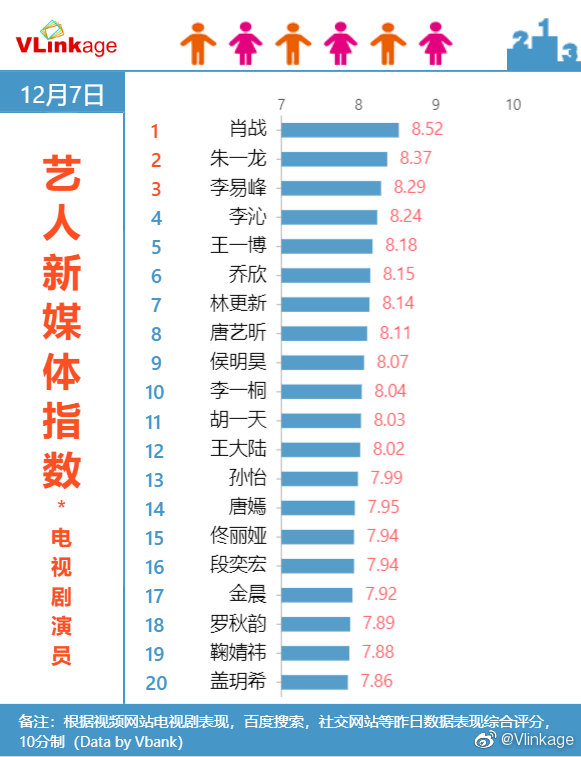 VLinkage
2 1 3
12月7日
艺人新媒体指数
*
电视剧演员
7 8 9 10
1 肖战 8.52
2 朱一龙 8.37
3 李易峰 8.29
4 李沁 8.24
5 王一博 8.18
6 乔欣 8.15
7 林更新 8.14
8 唐艺昕 8.11
9 侯明昊 8.07
10 李一桐 8.04
11 胡一天 8.03
12 王大陆 8.02
13 孙怡 7.99
14 唐嫣 7.95
15 佟丽娅 7.94
16 段奕宏 7.94
17 金晨 7.92
18 罗秋韵 7.89
19 鞠婧祎 7.88
20 盖玥希 7.86
备注：根据视频网站电视剧表现，百度搜索，社交网站等昨日数据表现综合评分，
10分制（Data by Vbank）
@Vlinkage